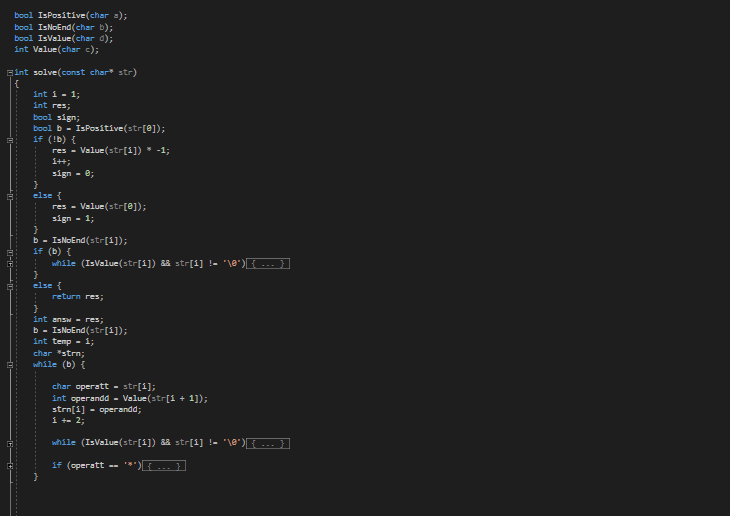 bool IsPositive(char a);
bool IsNoEnd(char b);
bool IsValue(char d);
int Value(char c);
int solve(const char* str)
{
int i = 1;
int res;
bool sign;
bool b = IsPositive(str[0]);
if (!b) {
res = Value(str[i]) * -1;
i++;
sign = 0;
}
else {
res = Value(str[0]);
sign = 1;
}
b = IsNoEnd(str[i]);
if (b) {
while (IsValue(str[i]) && str[i] != '\0'){ ... }
}
else {
return res;
}
int answ = res;
b = IsNoEnd(str[i]);
int temp = i;
char *strn;
while (b) {
char operatt = str[i];
int operandd = Value(str[i + 1]);
strn[i] = operandd;
i += 2;
while (IsValue(str[i]) && str[i] != '\0'){ ... }
if (operatt == '*'){ ... }
}